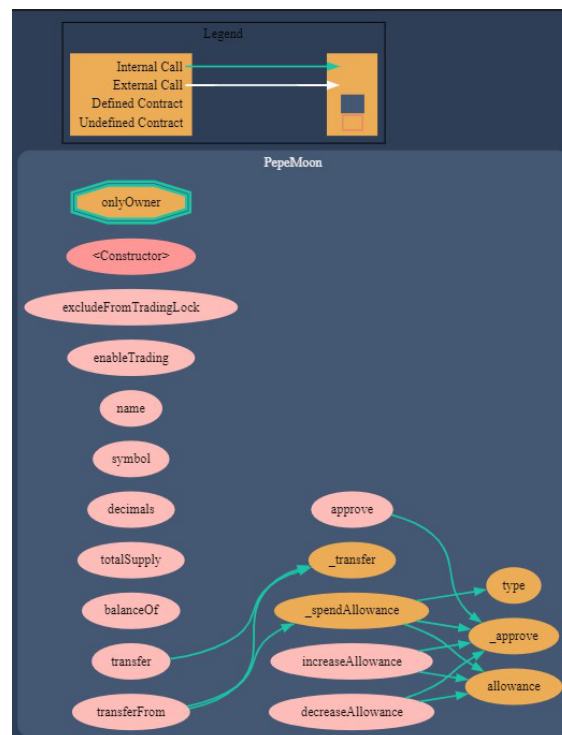 Legend
Internal Call
External Call
Defined Contract
Undefined Contract
PepeMoon
onlyOwner
<Constructor>
excludeFromTradingLock
enableTrading
name
symbol
decimals
approve
totalSupply
_transfer
type
balanceOf
_spendAllowance
_approve
transfer
increaseAllowance
allowance
transferFrom
decreaseAllowance